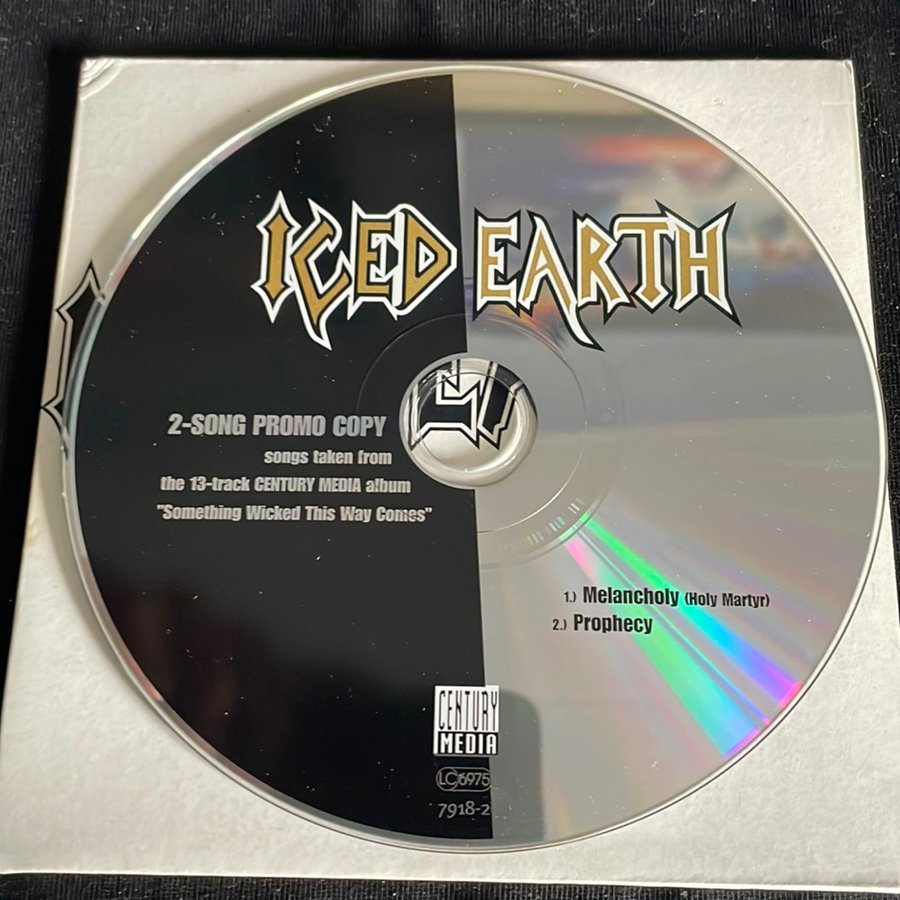 ICED EARTH
2-SONG PROMO COPY
songs taken from
the 13-track CENTURY MEDIA album
"Something Wicked This Way Comes"
1.) Melancholy (Holy Martyr)
2.) Prophecy
CENTURY
MEDIA
LC 6975
7918-2